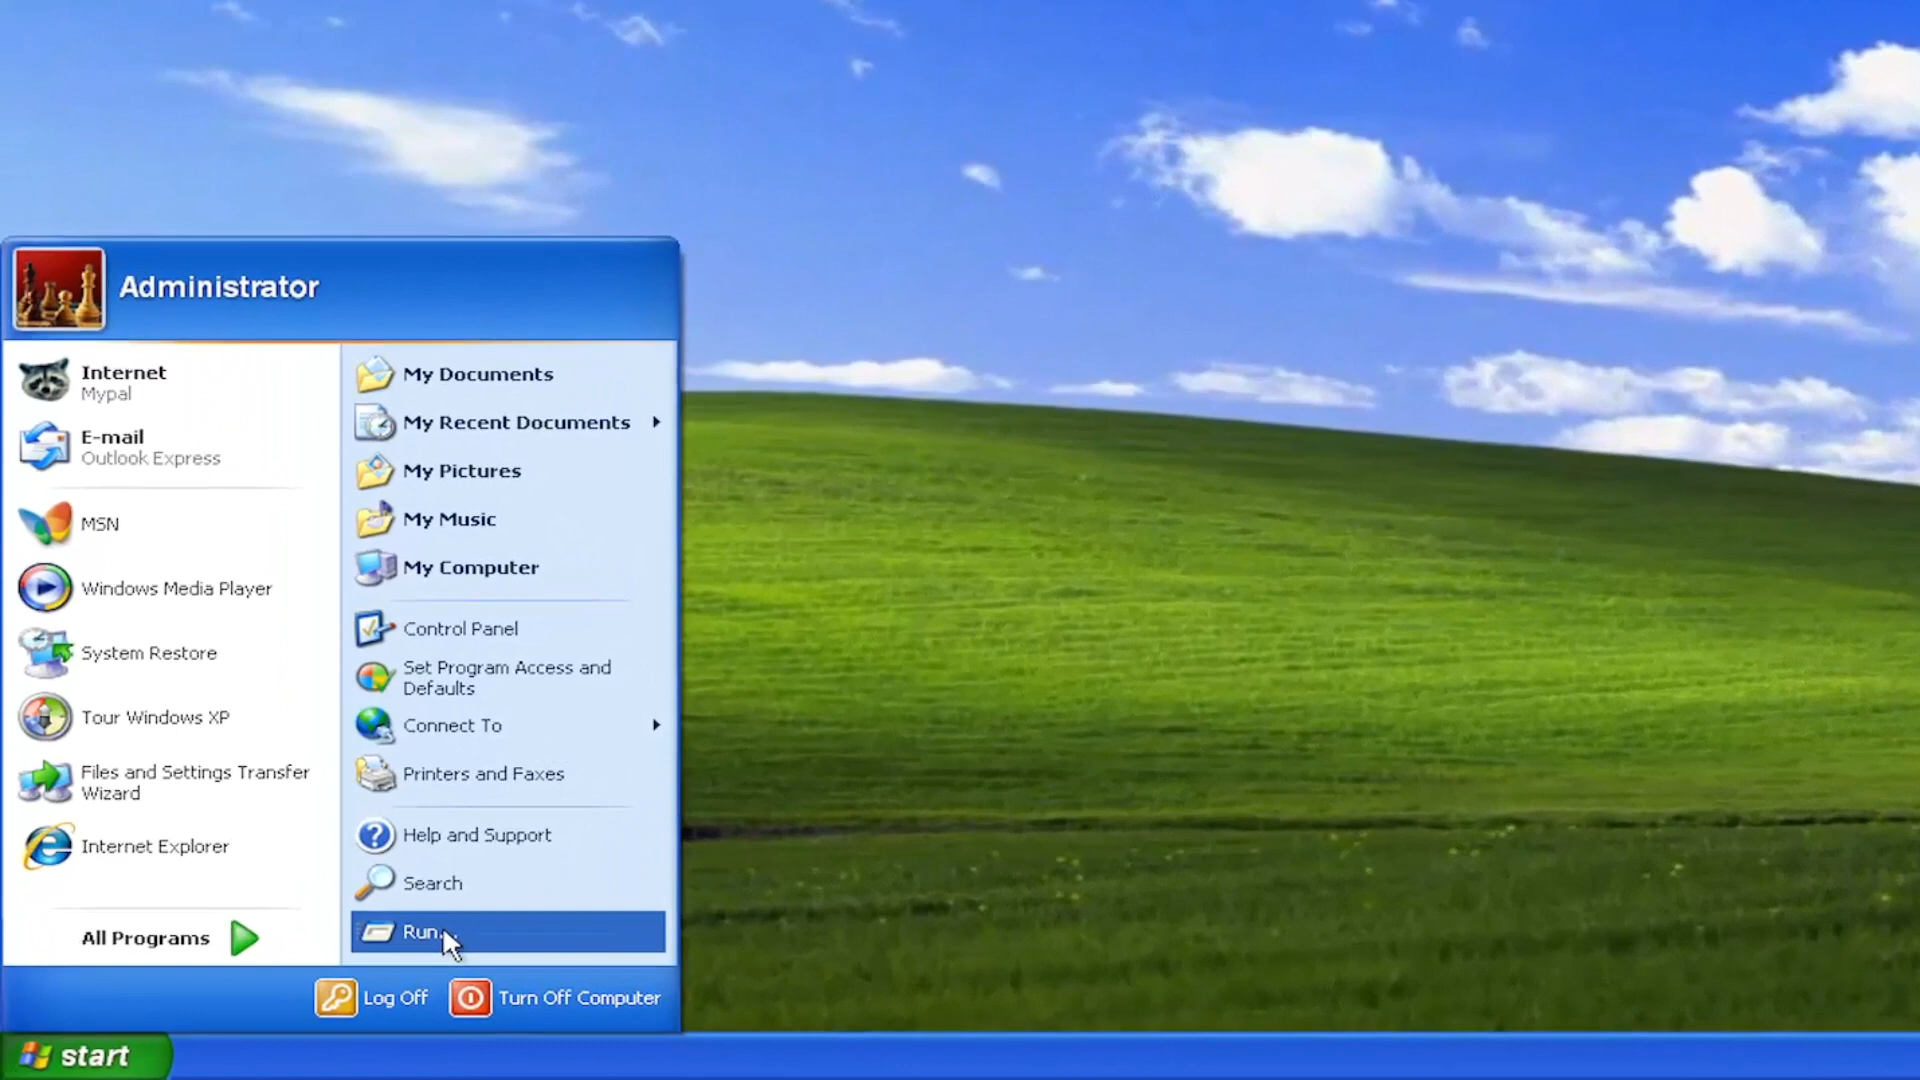 Administrator
Internet
Mypal
E-mail
Outlook Express
MSN
Windows Media Player
System Restore
Tour Windows XP
Files and Settings Transfer
Wizard
Internet Explorer
All Programs
My Documents
My Recent Documents
My Pictures
My Music
My Computer
Control Panel
Set Program Access and
Defaults
Connect To
Printers and Faxes
Help and Support
Search
Run...
Log Off
Turn Off Computer
start